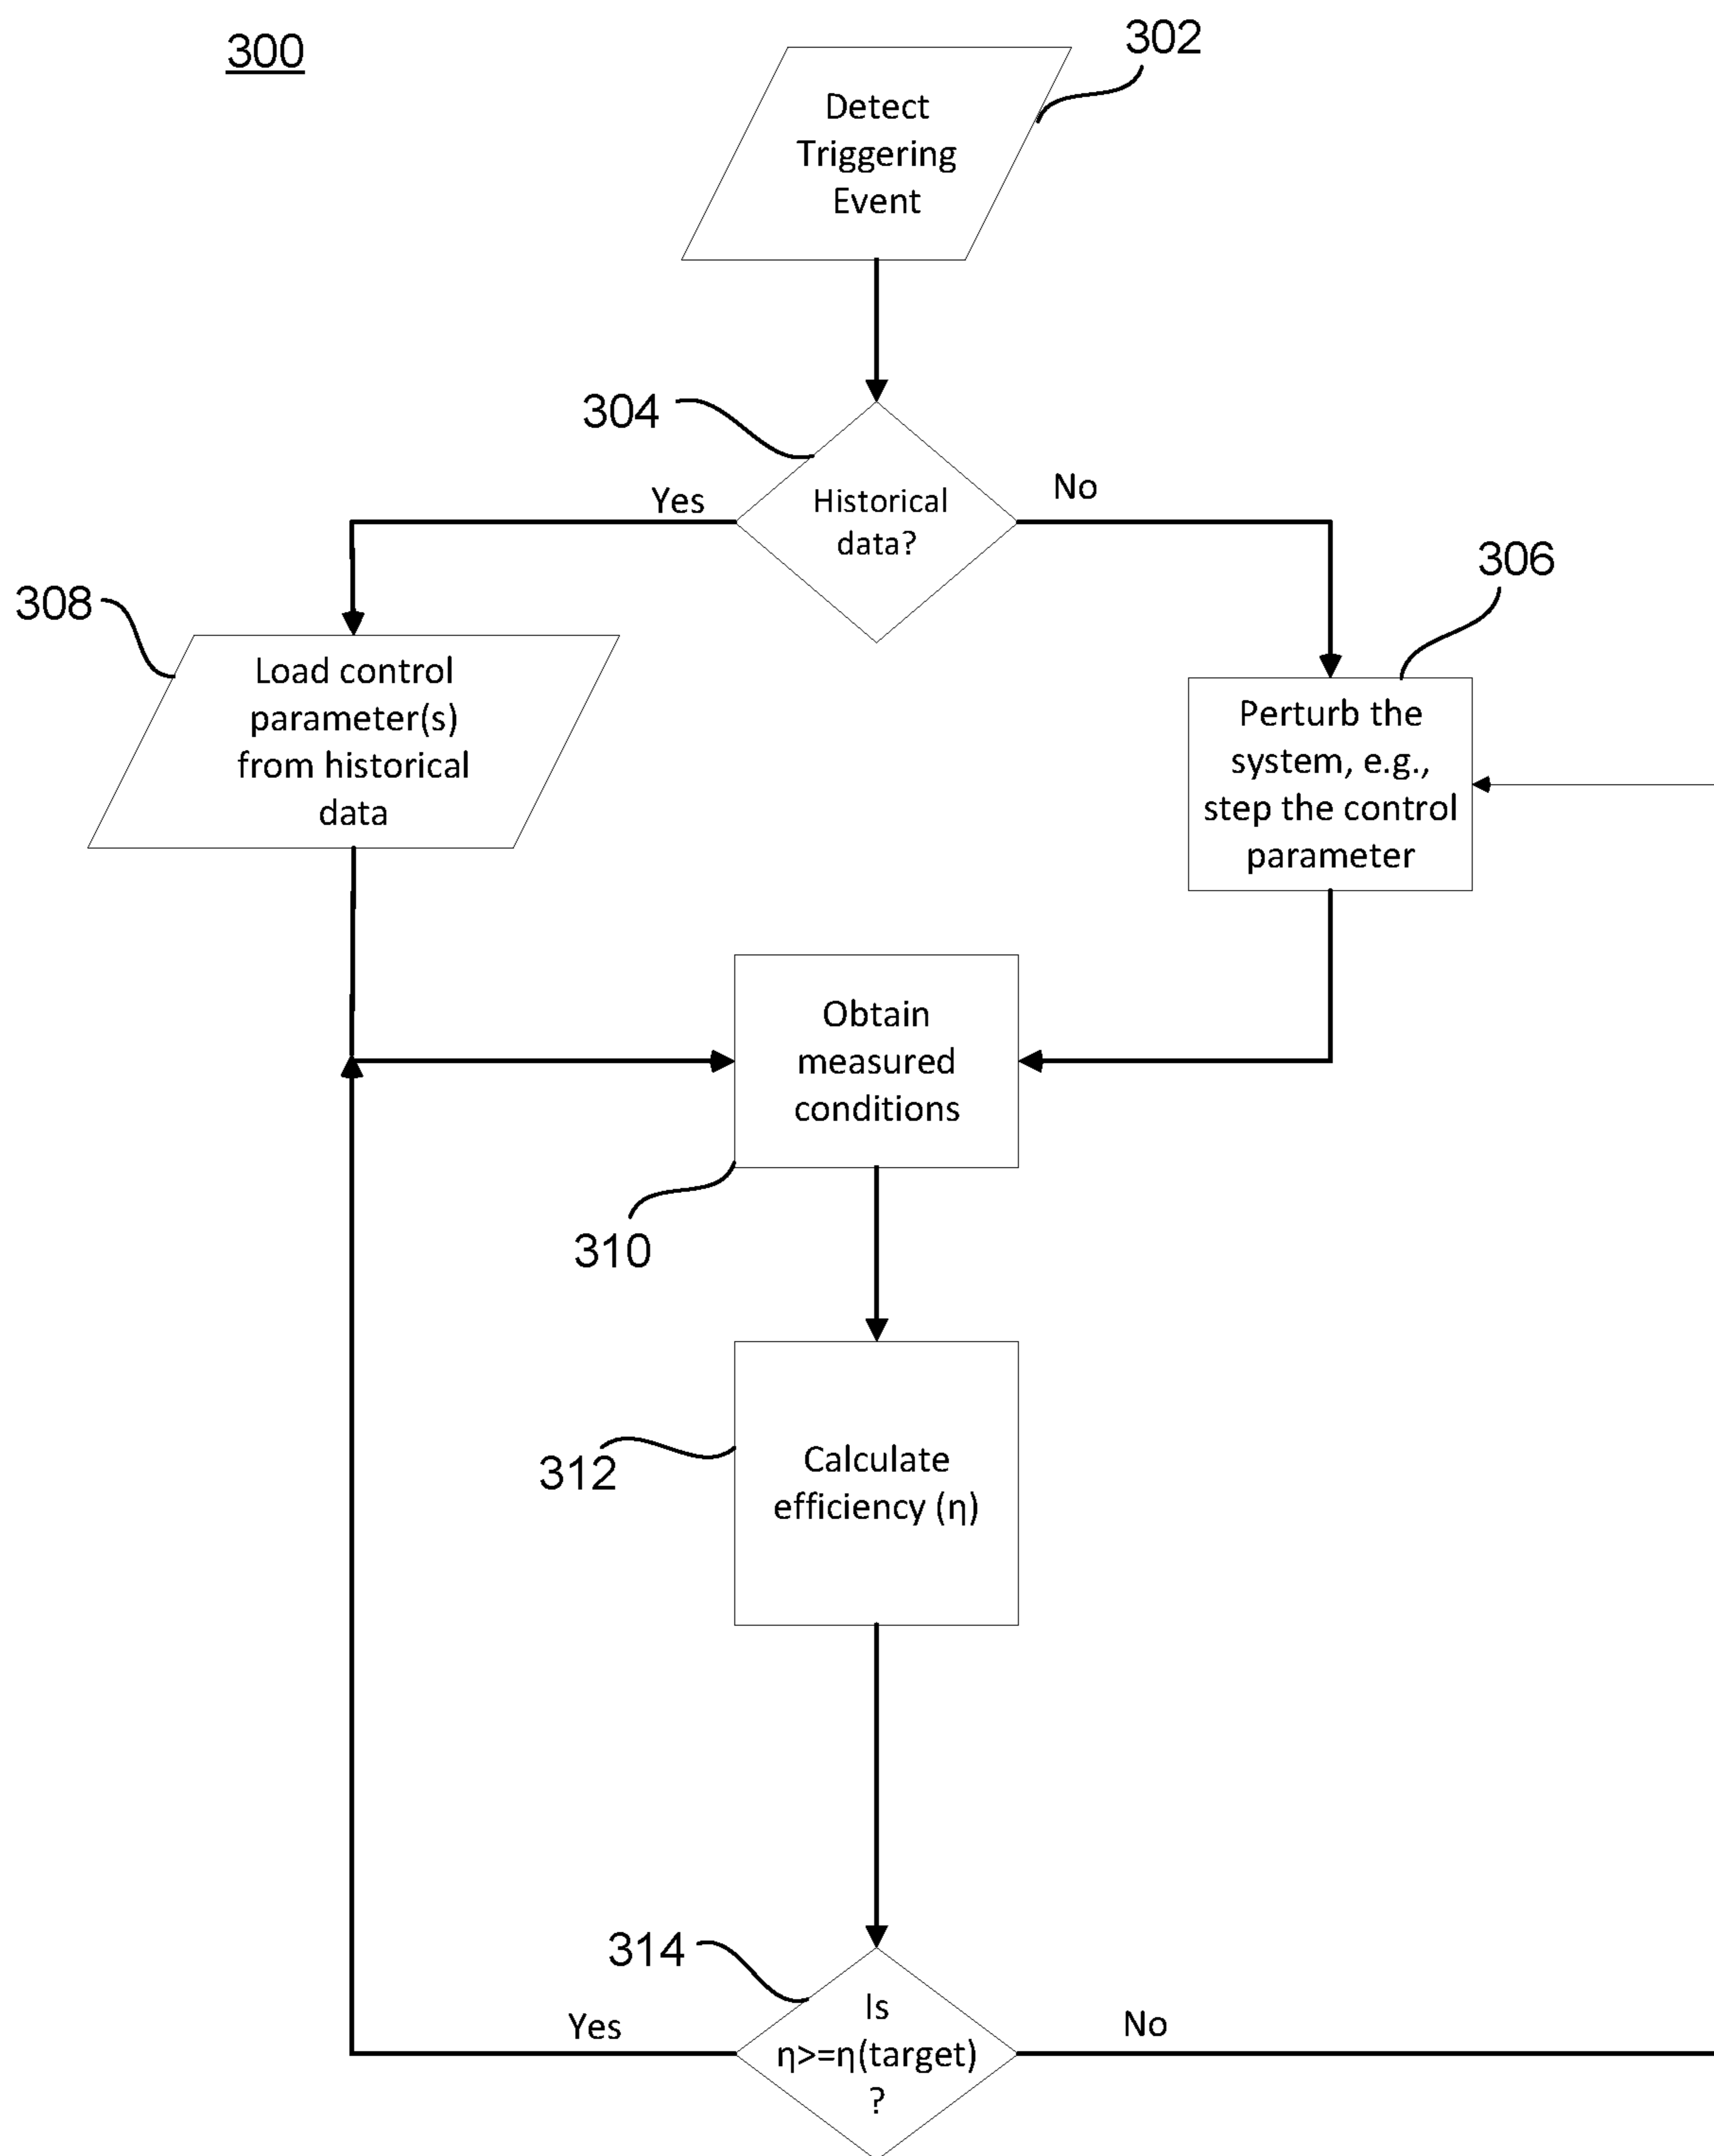 300
302
Detect
Triggering
Event
304
Yes
Historical
data?
No
306
308
Load control
parameter(s)
from historical
data
Perturb the
system, e.g.,
step the control
parameter
Obtain
measured
conditions
310
312
Calculate
efficiency (η)
314
Yes
Is
η>=η(target)
?
No